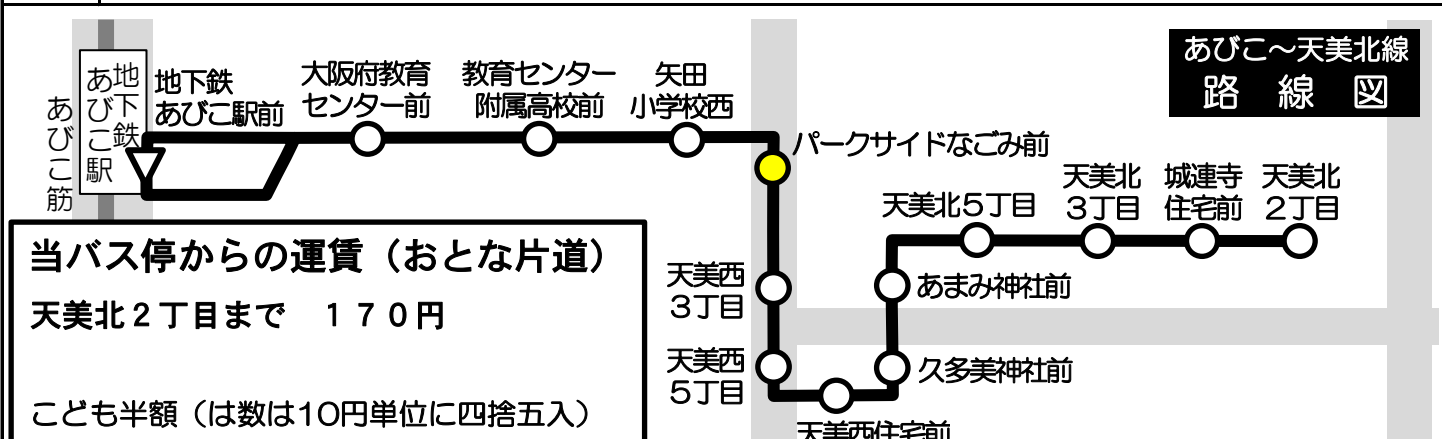 あびこ～天美北線
路線図
地下鉄
あびこ駅
あびこ筋
地下鉄
あびこ駅前
大阪府教育
センター前
教育センター
附属高校前
矢田
小学校西
パークサイドなごみ前
天美西
3丁目
天美西
5丁目
天美西住宅前
久多美神社前
あまみ神社前
天美北5丁目
天美北
3丁目
城連寺
住宅前
天美北
2丁目
当バス停からの運賃（おとな片道）
天美北２丁目まで　１７０円
こども半額（は数は10円単位に四捨五入）